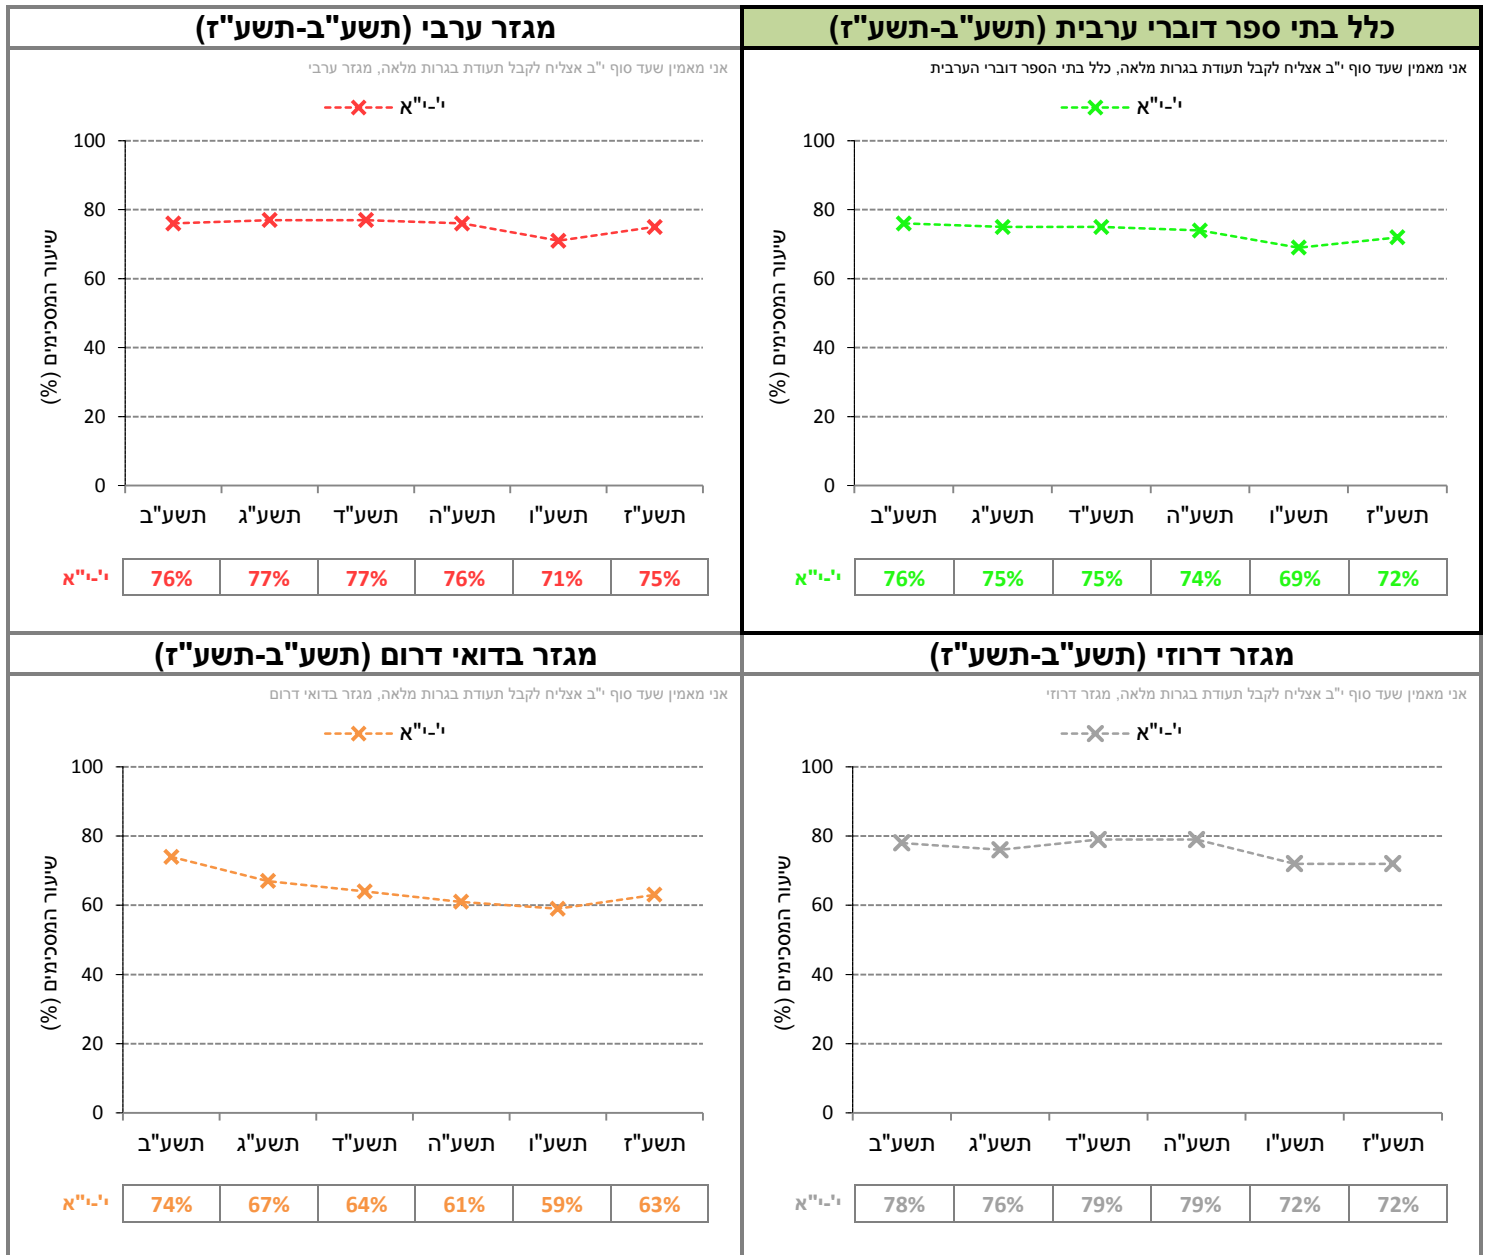 כלל בתי ספר דוברי ערבית (תשע"ב-תשע"ז)
אני מאמין שעד סוף י"ב אצליח לקבל תעודת בגרות מלאה, כלל בתי הספר דוברי הערבית
י'-י"א
שיעור המסכימים (%)
100
80
60
40
20
0
תשע"ב תשע"ג תשע"ד תשע"ה תשע"ו תשע"ז
י'-י"א 76% 75% 75% 74% 69% 72%
מגזר ערבי (תשע"ב-תשע"ז)
אני מאמין שעד סוף י"ב אצליח לקבל תעודת בגרות מלאה, מגזר ערבי
י'-י"א
שיעור המסכימים (%)
100
80
60
40
20
0
תשע"ב תשע"ג תשע"ד תשע"ה תשע"ו תשע"ז
י'-י"א 76% 77% 77% 76% 71% 75%
מגזר דרוזי (תשע"ב-תשע"ז)
אני מאמין שעד סוף י"ב אצליח לקבל תעודת בגרות מלאה, מגזר דרוזי
י'-י"א
שיעור המסכימים (%)
100
80
60
40
20
0
תשע"ב תשע"ג תשע"ד תשע"ה תשע"ו תשע"ז
י'-י"א 78% 76% 79% 79% 72% 72%
מגזר בדואי דרום (תשע"ב-תשע"ז)
אני מאמין שעד סוף י"ב אצליח לקבל תעודת בגרות מלאה, מגזר בדואי דרום
י'-י"א
שיעור המסכימים (%)
100
80
60
40
20
0
תשע"ב תשע"ג תשע"ד תשע"ה תשע"ו תשע"ז
י'-י"א 74% 67% 64% 61% 59% 63%